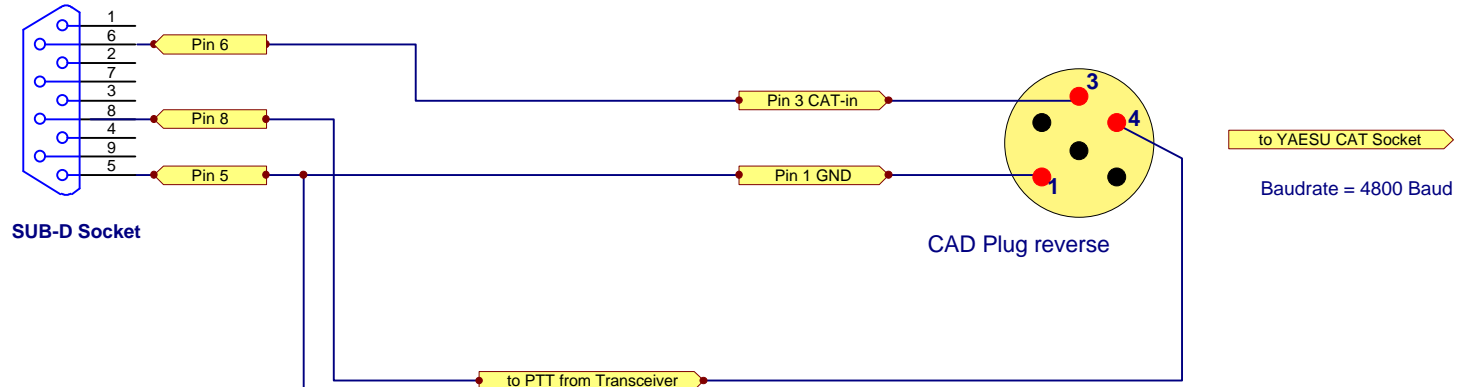 1
6
2
7
3
8
4
9
5
Pin 6
Pin 8
Pin 5
SUB-D Socket
Pin 3 CAT-in
Pin 1 GND
3
4
1
CAD Plug reverse
to YAESU CAT Socket
Baudrate = 4800 Baud
to PTT from Transceiver